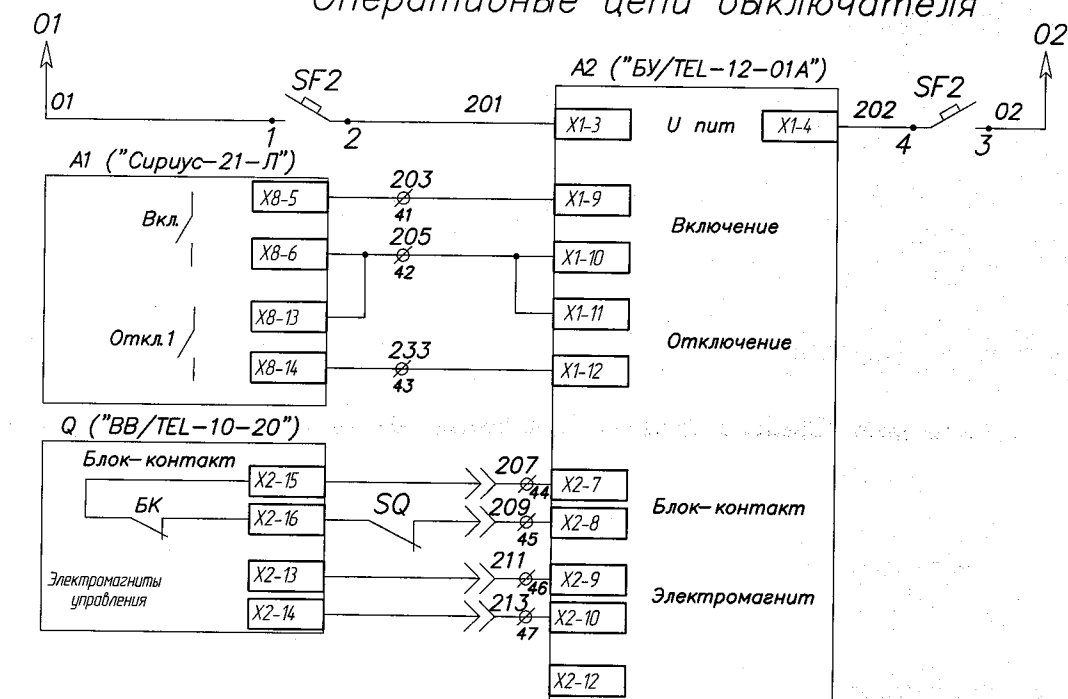 Оперативные цепи выключателя
01
02
A2 ("БУ/TEL-12-01А")
SF2
SF2
01
201
202
02
1
2
X1-3
U пит
X1-4
4
3
A1 ("Сириус-21-Л")
203
X8-5
41
X1-9
Вкл.
Включение
205
X8-6
42
X1-10
X8-13
X1-11
Откл.1
Отключение
233
X8-14
43
X1-12
Q ("BB/TEL-10-20")
Блок-контакт
207
X2-15
44
X2-7
БК
SQ
209
Блок-контакт
X2-16
45
X2-8
211
Электромагниты
управления
X2-13
46
X2-9
213
Электромагнит
X2-14
47
X2-10
X2-12